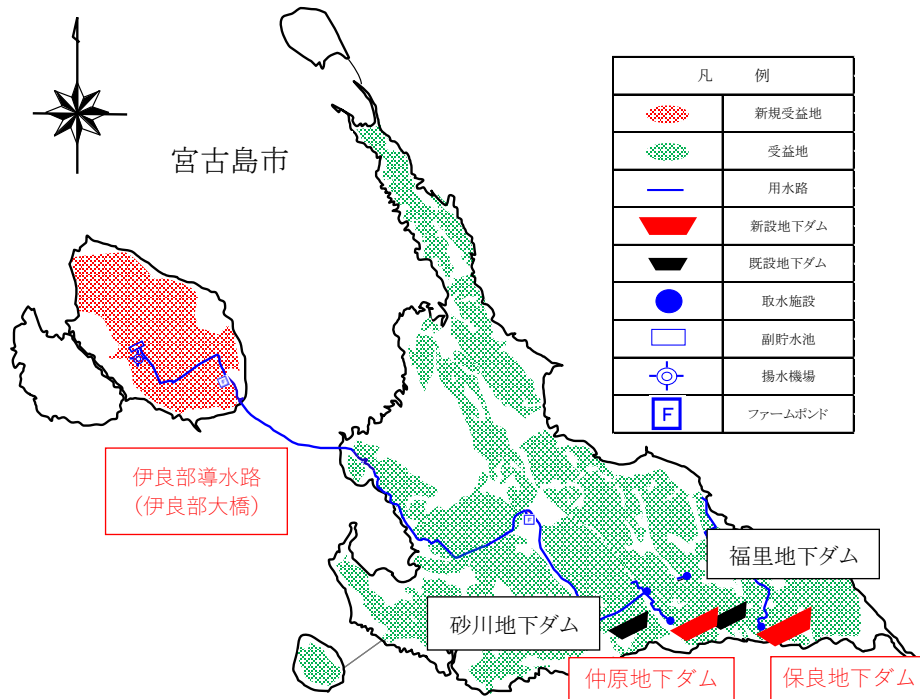 宮古島市
凡 例
新規受益地
受益地
用水路
新設地下ダム
既設地下ダム
取水施設
副貯水池
揚水機場
F
ファームポンド
伊良部導水路
(伊良部大橋)
F
福里地下ダム
砂川地下ダム
仲原地下ダム
保良地下ダム